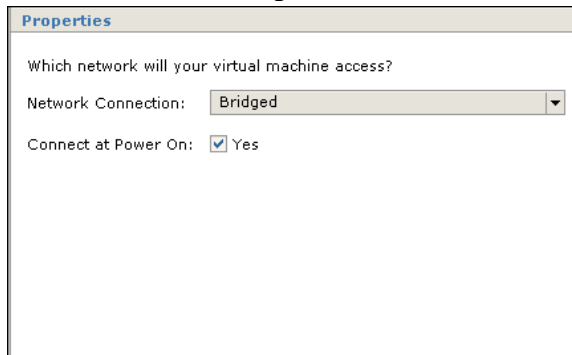 Properties
Which network will your virtual machine access?
Network Connection: Bridged
Connect at Power On: Yes